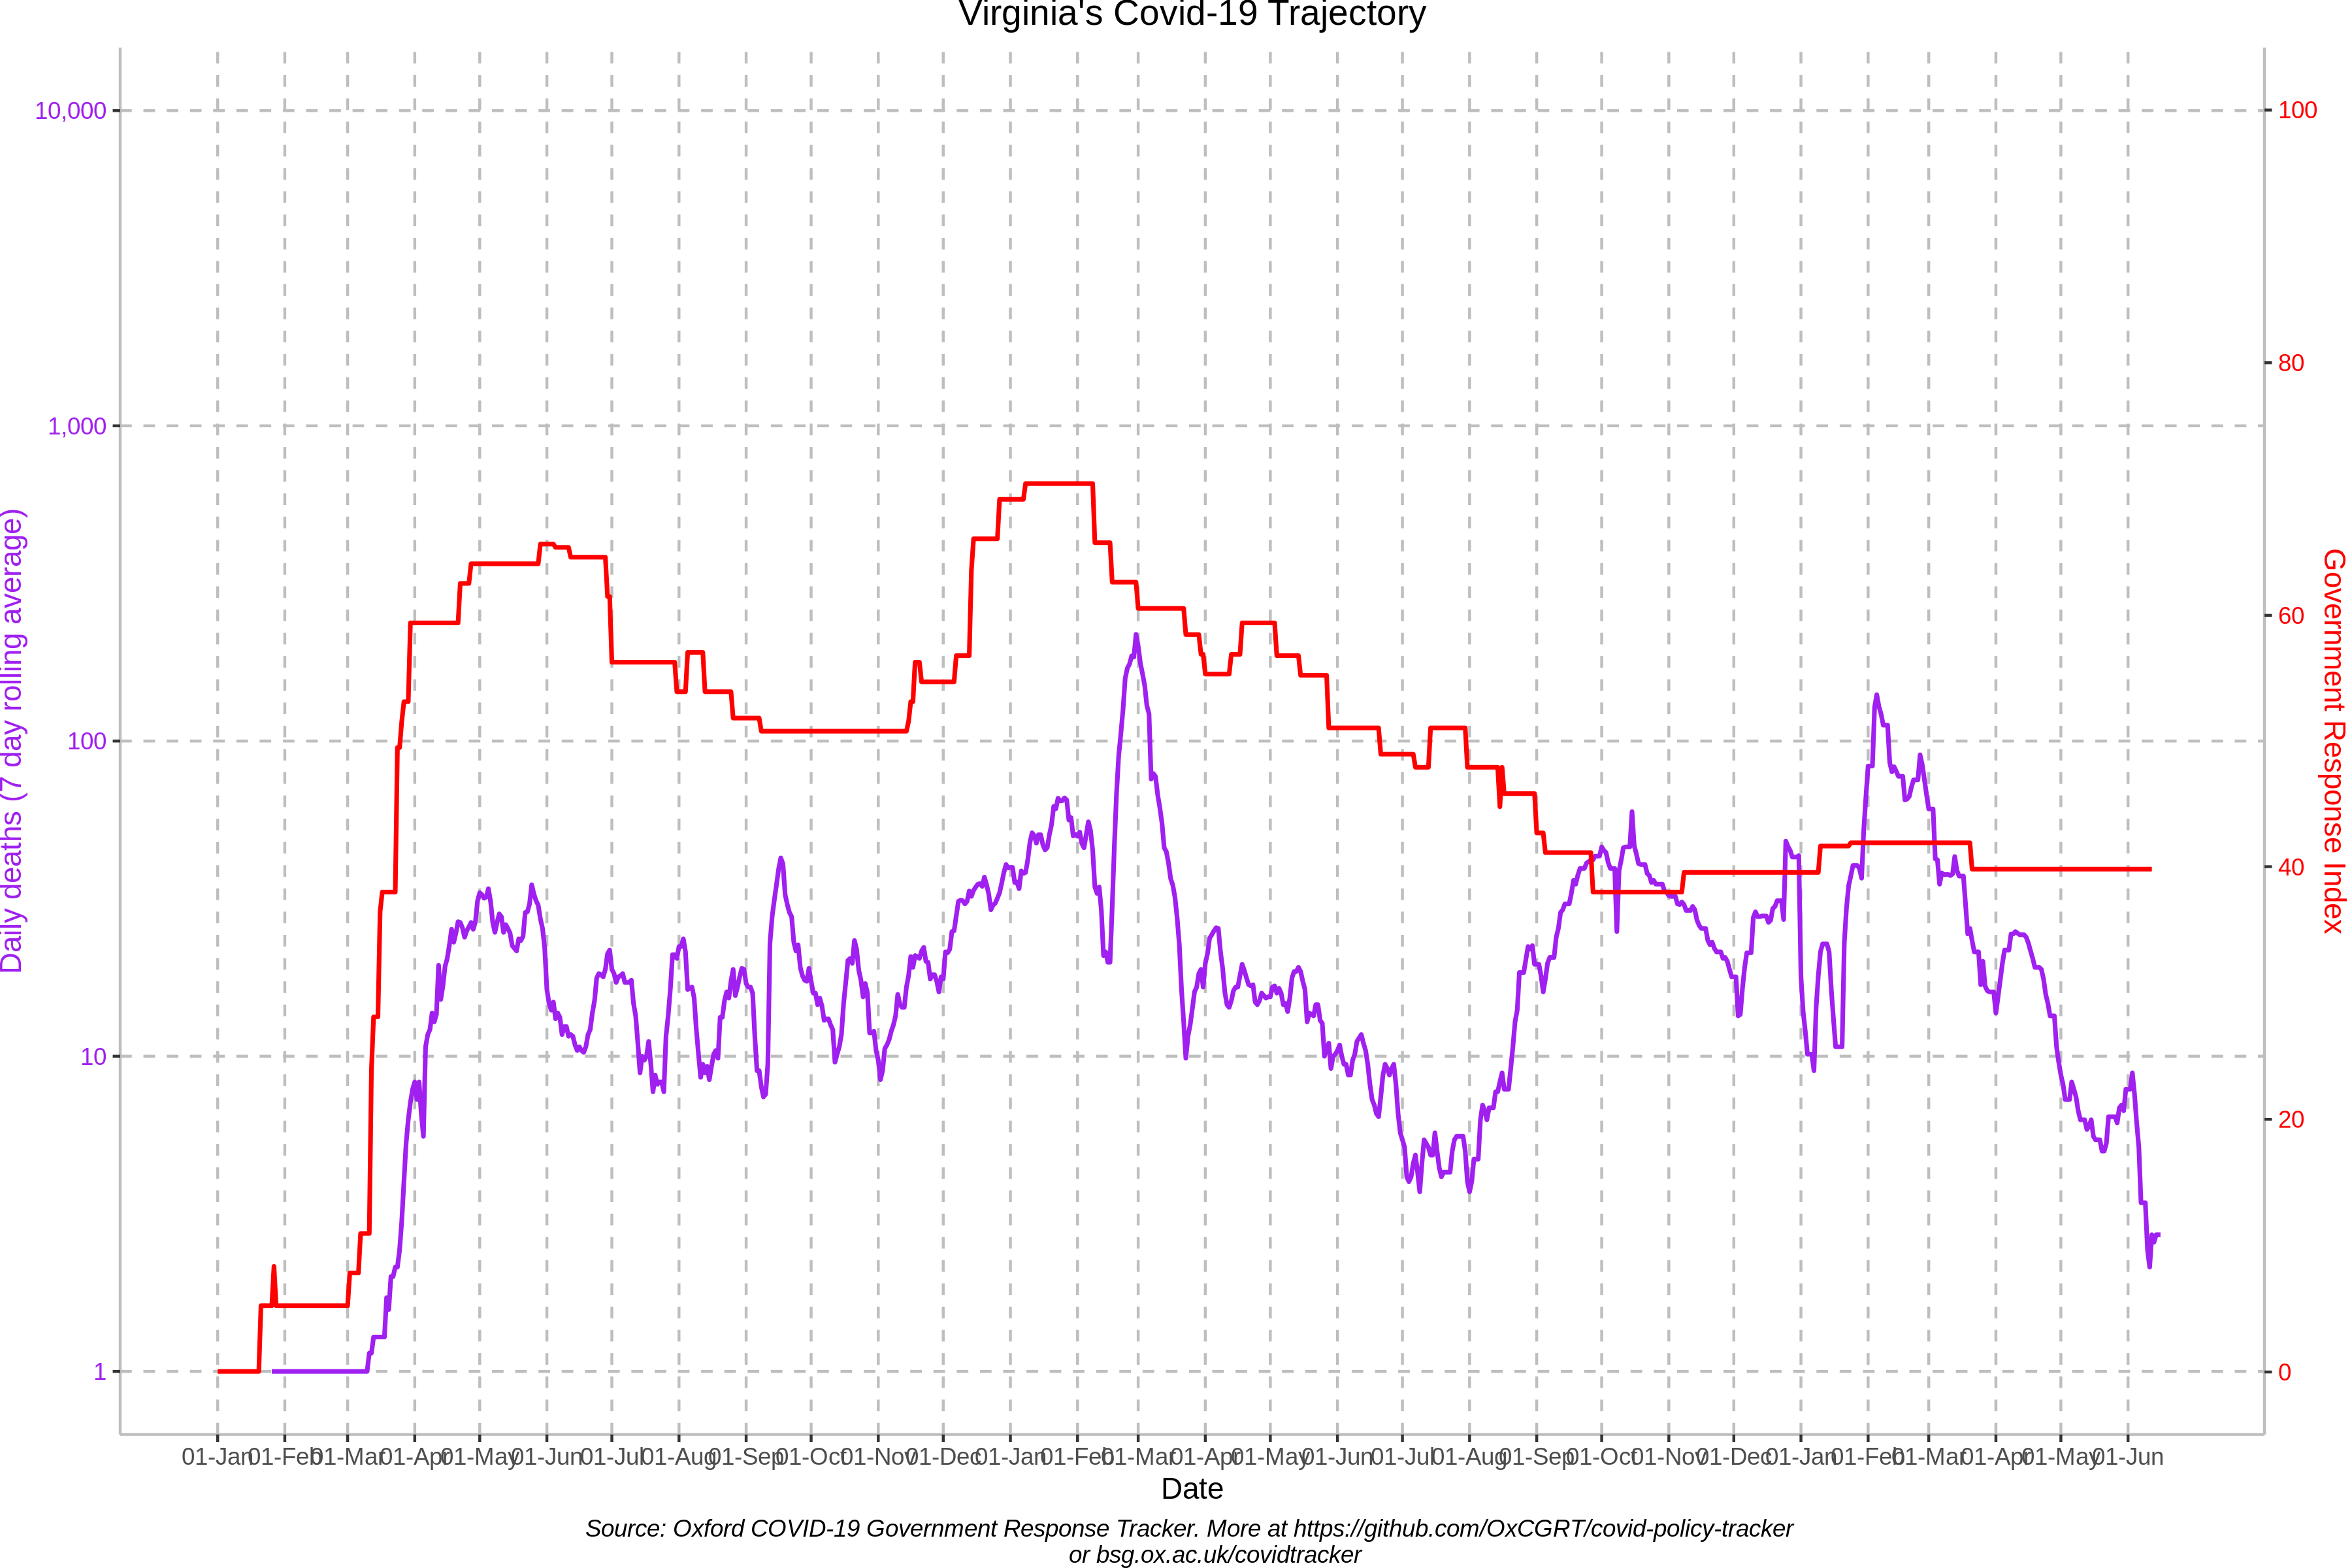 Virginia's Covid-19 Trajectory
10,000
1,000
100
10
1
Daily deaths (7 day rolling average)
100
80
60
40
20
0
Government Response Index
01-Jan 01-Feb 01-Mar 01-Apr 01-May 01-Jun 01-Jul 01-Aug 01-Sep 01-Oct 01-Nov 01-Dec 01-Jan 01-Feb 01-Mar 01-Apr 01-May 01-Jun 01-Jul 01-Aug 01-Sep 01-Oct 01-Nov 01-Dec 01-Jan 01-Feb 01-Mar 01-Apr 01-May 01-Jun
Date
Source: Oxford COVID-19 Government Response Tracker. More at https://github.com/OxCGRT/covid-policy-tracker
or bsg.ox.ac.uk/covidtracker